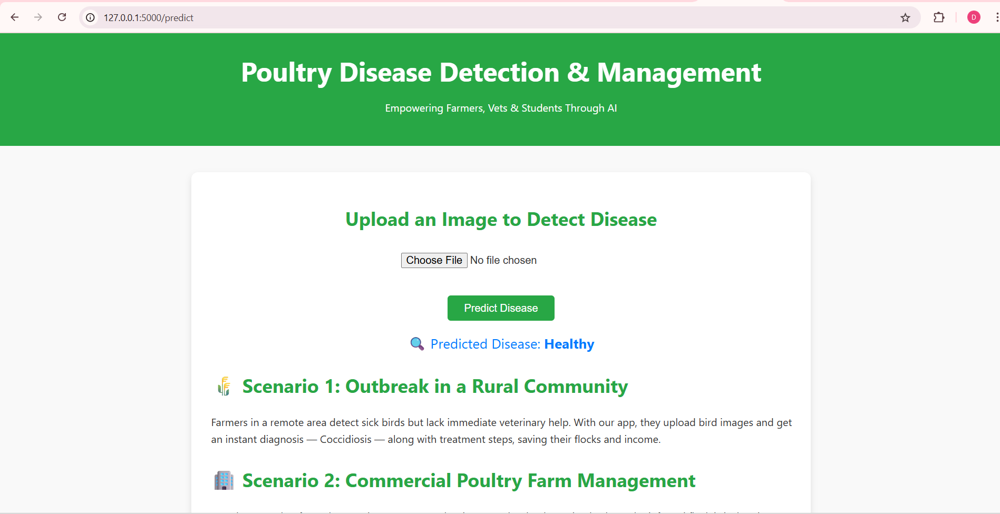 127.0.0.1:5000/predict
D
Poultry Disease Detection & Management
Empowering Farmers, Vets & Students Through AI
Upload an Image to Detect Disease
Choose File No file chosen
Predict Disease
Predicted Disease: Healthy
Scenario 1: Outbreak in a Rural Community
Farmers in a remote area detect sick birds but lack immediate veterinary help. With our app, they upload bird images and get
an instant diagnosis — Coccidiosis — along with treatment steps, saving their flocks and income.
Scenario 2: Commercial Poultry Farm Management